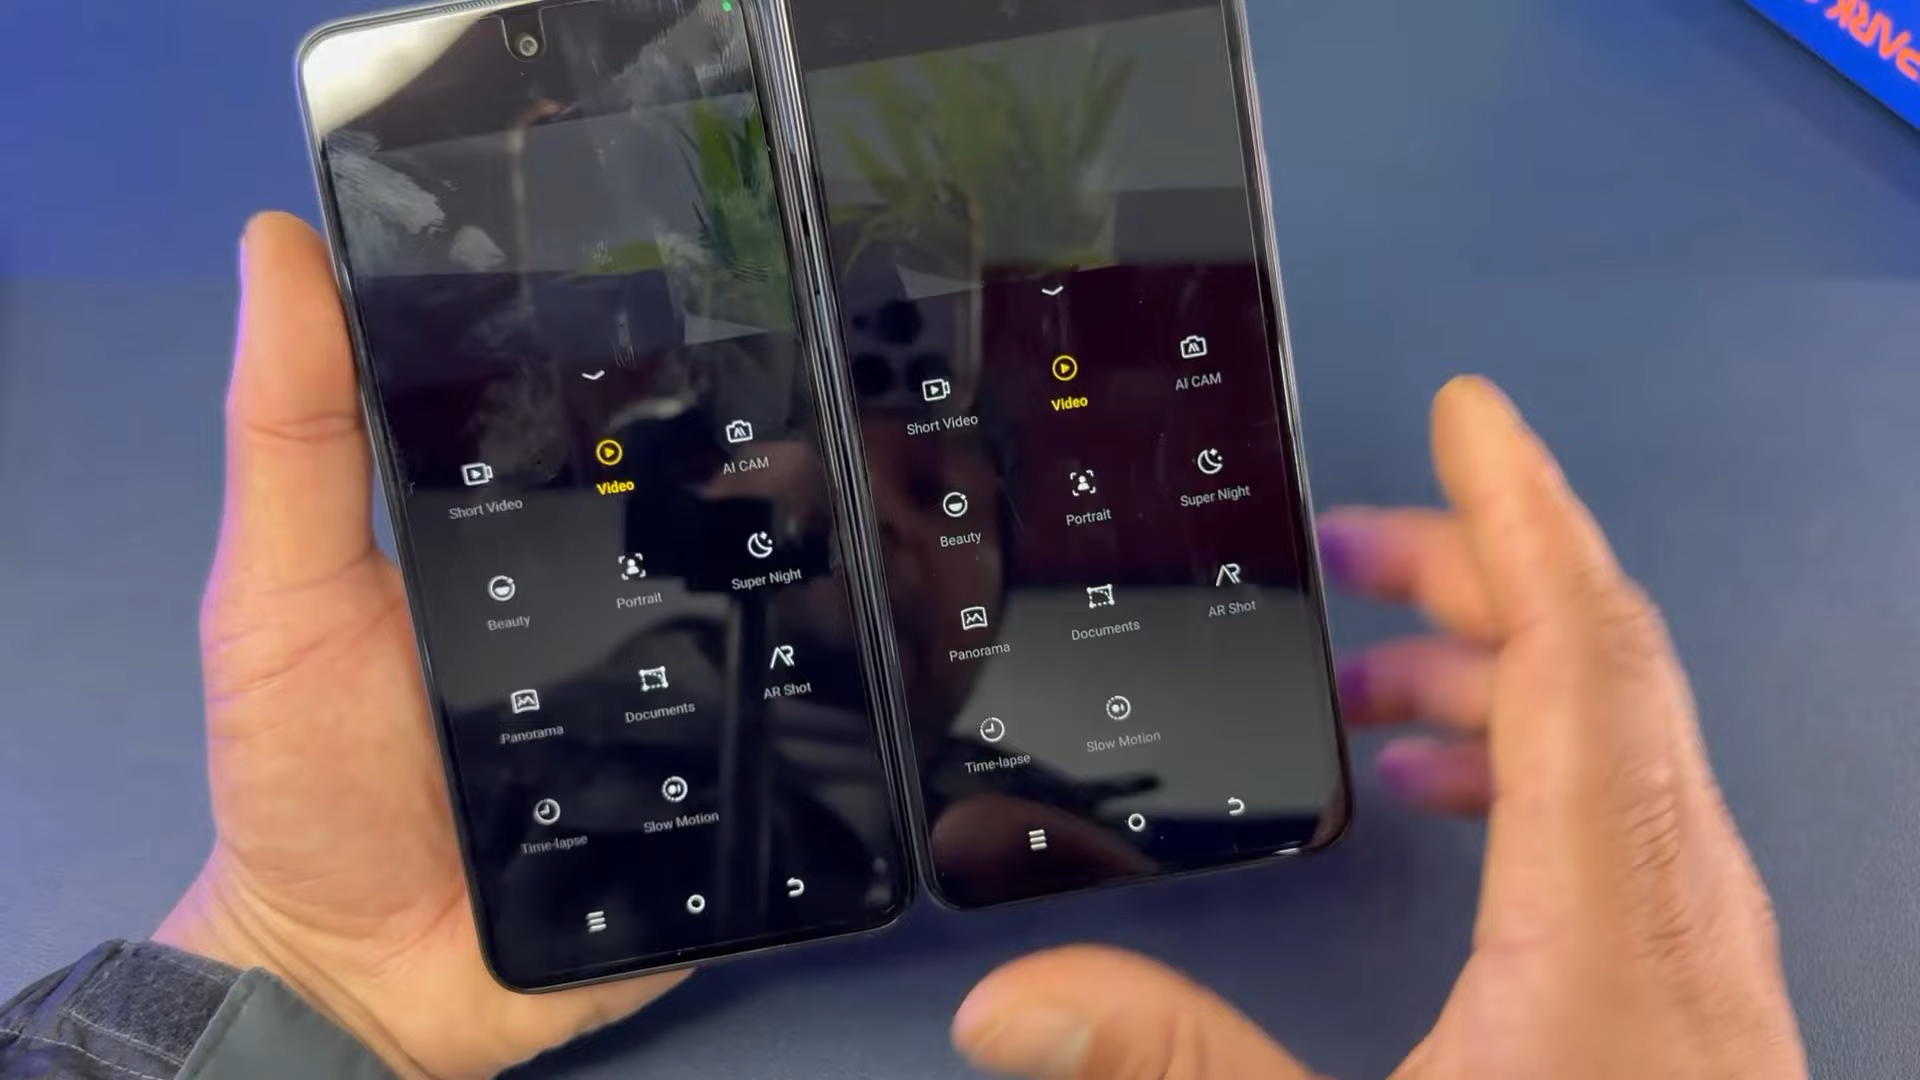 SPARK
Short Video
Video
AI CAM
Beauty
Portrait
Super Night
Panorama
Documents
AR Shot
Time-lapse
Slow Motion
Short Video
Video
AI CAM
Beauty
Portrait
Super Night
Panorama
Documents
AR Shot
Time-lapse
Slow Motion